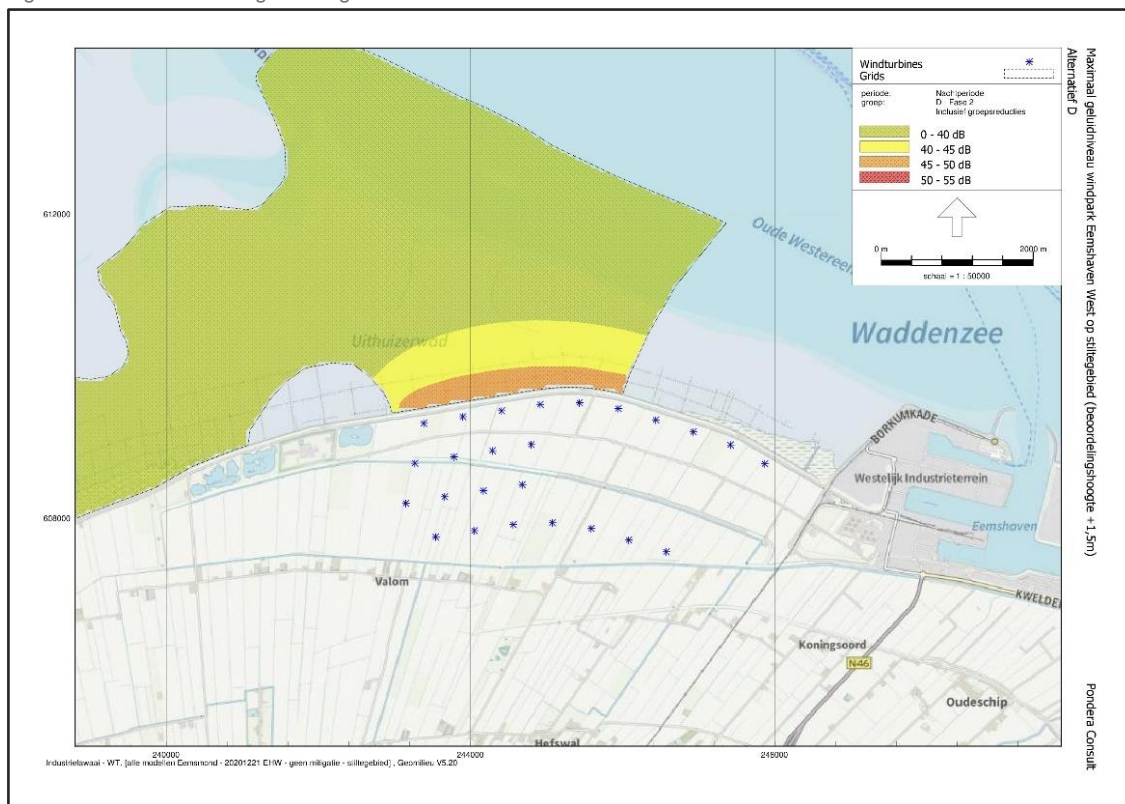 Windturbines
Grids
periode: Nachtperiode
groep: D - Fase 2
Inclusief groepsreducties
0 - 40 dB
40 - 45 dB
45 - 50 dB
50 - 55 dB
0 m 2000 m
schaal = 1 : 50000
Maximaal geluidniveau windpark Eemshaven West op stiltegebied (beoordelingshoogte +1,5m)
Alternatief D
Pondera Consult
612000
608000
Uithuizerwad
Waddenzee
BORKUMKADE
Westelijk Industrieterrein
Eemshaven
KWELDER
Valom
Koningsoord
N46
Oudeschip
Hefswal
240000
244000
248000
Industrielawaai - WT, [alle modellen Eemsmond - 20201221 EHW - geen mitigatie - stiltegebied] , Geomilieu V5.20